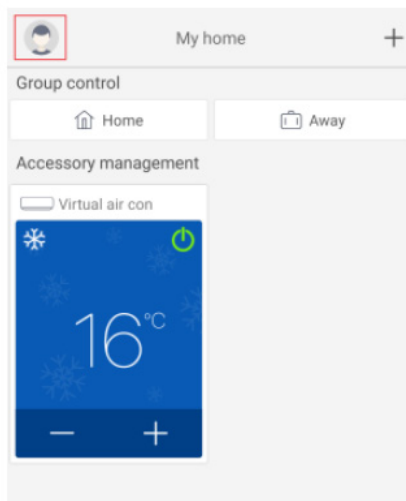 My home
Group control
Home
Away
Accessory management
Virtual air con
16°C